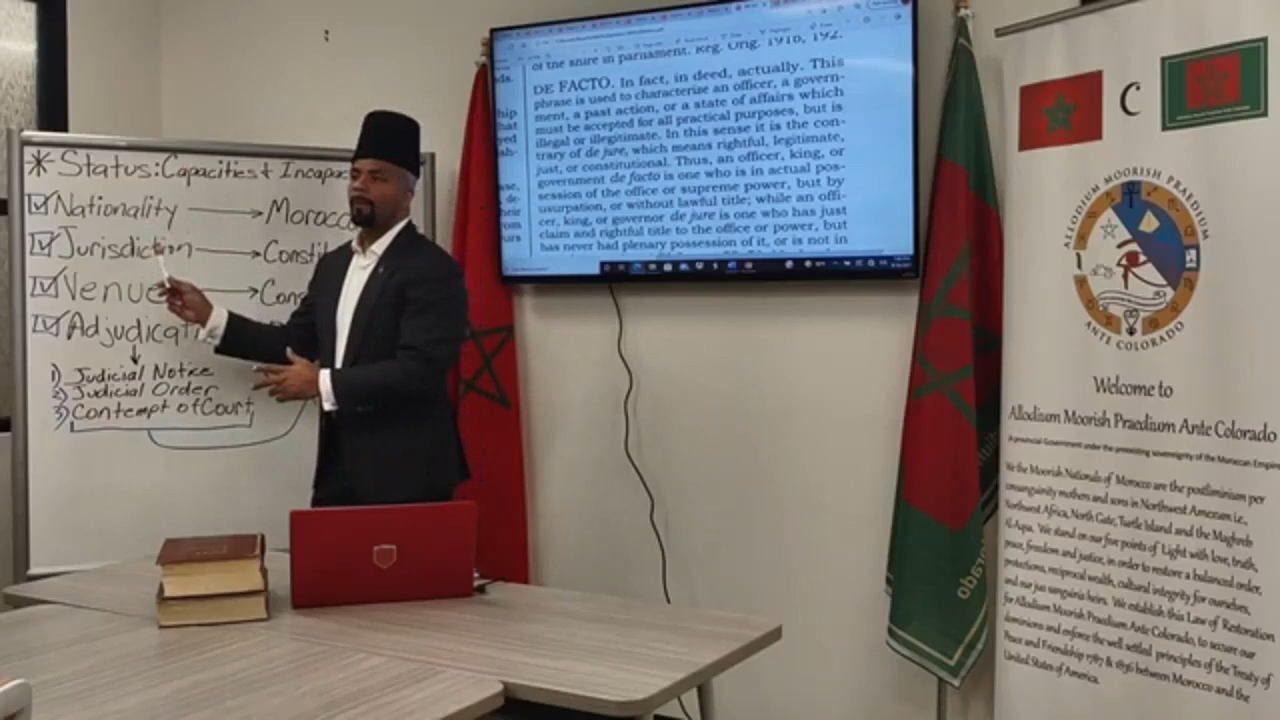 * Status: Capacities & Incapac
Nationality → Morocc
Jurisdiction → Constit
Venue → Cons
Adjudicati
↓
1) Judicial Notice
2) Judicial Order
3) Contempt of Court
of the shire in parliament. Reg. Orig. 191b, 192.
DE FACTO. In fact, in deed, actually. This
phrase is used to characterize an officer, a govern-
ment, a past action, or a state of affairs which
must be accepted for all practical purposes, but is
illegal or illegitimate. In this sense it is the con-
trary of de jure, which means rightful, legitimate,
just, or constitutional. Thus, an officer, king, or
government de facto is one who is in actual pos-
session of the office or supreme power, but by
usurpation, or without lawful title; while an offi-
cer, king, or governor de jure is one who has just
claim and rightful title to the office or power, but
has never had plenary possession of it, or is not in
ALLODIUM MOORISH PRAEDIUM
ANTE COLORADO
Welcome to
Allodium Moorish Praedium Ante Colorado
A provincial Government under the preexisting sovereignty of the Moroccan Empire
We the Moorish Nationals of Morocco are the postliminium per
consanguinity mothers and sons in Northwest Amexem i.e.,
Northwest Africa, North Gate, Turtle Island and the Maghreb
Al-Aqsa. We stand on our five points of Light with love, truth,
peace, freedom and justice, in order to restore a balanced order,
protections, reciprocal wealth, cultural integrity for ourselves,
and our jus sanguinis heirs. We establish this Law of Restoration
for Allodium Moorish Praedium Ante Colorado, to secure our
dominions and enforce the well settled principles of the Treaty of
Peace and Friendship 1787 & 1836 between Morocco and the
United States of America.